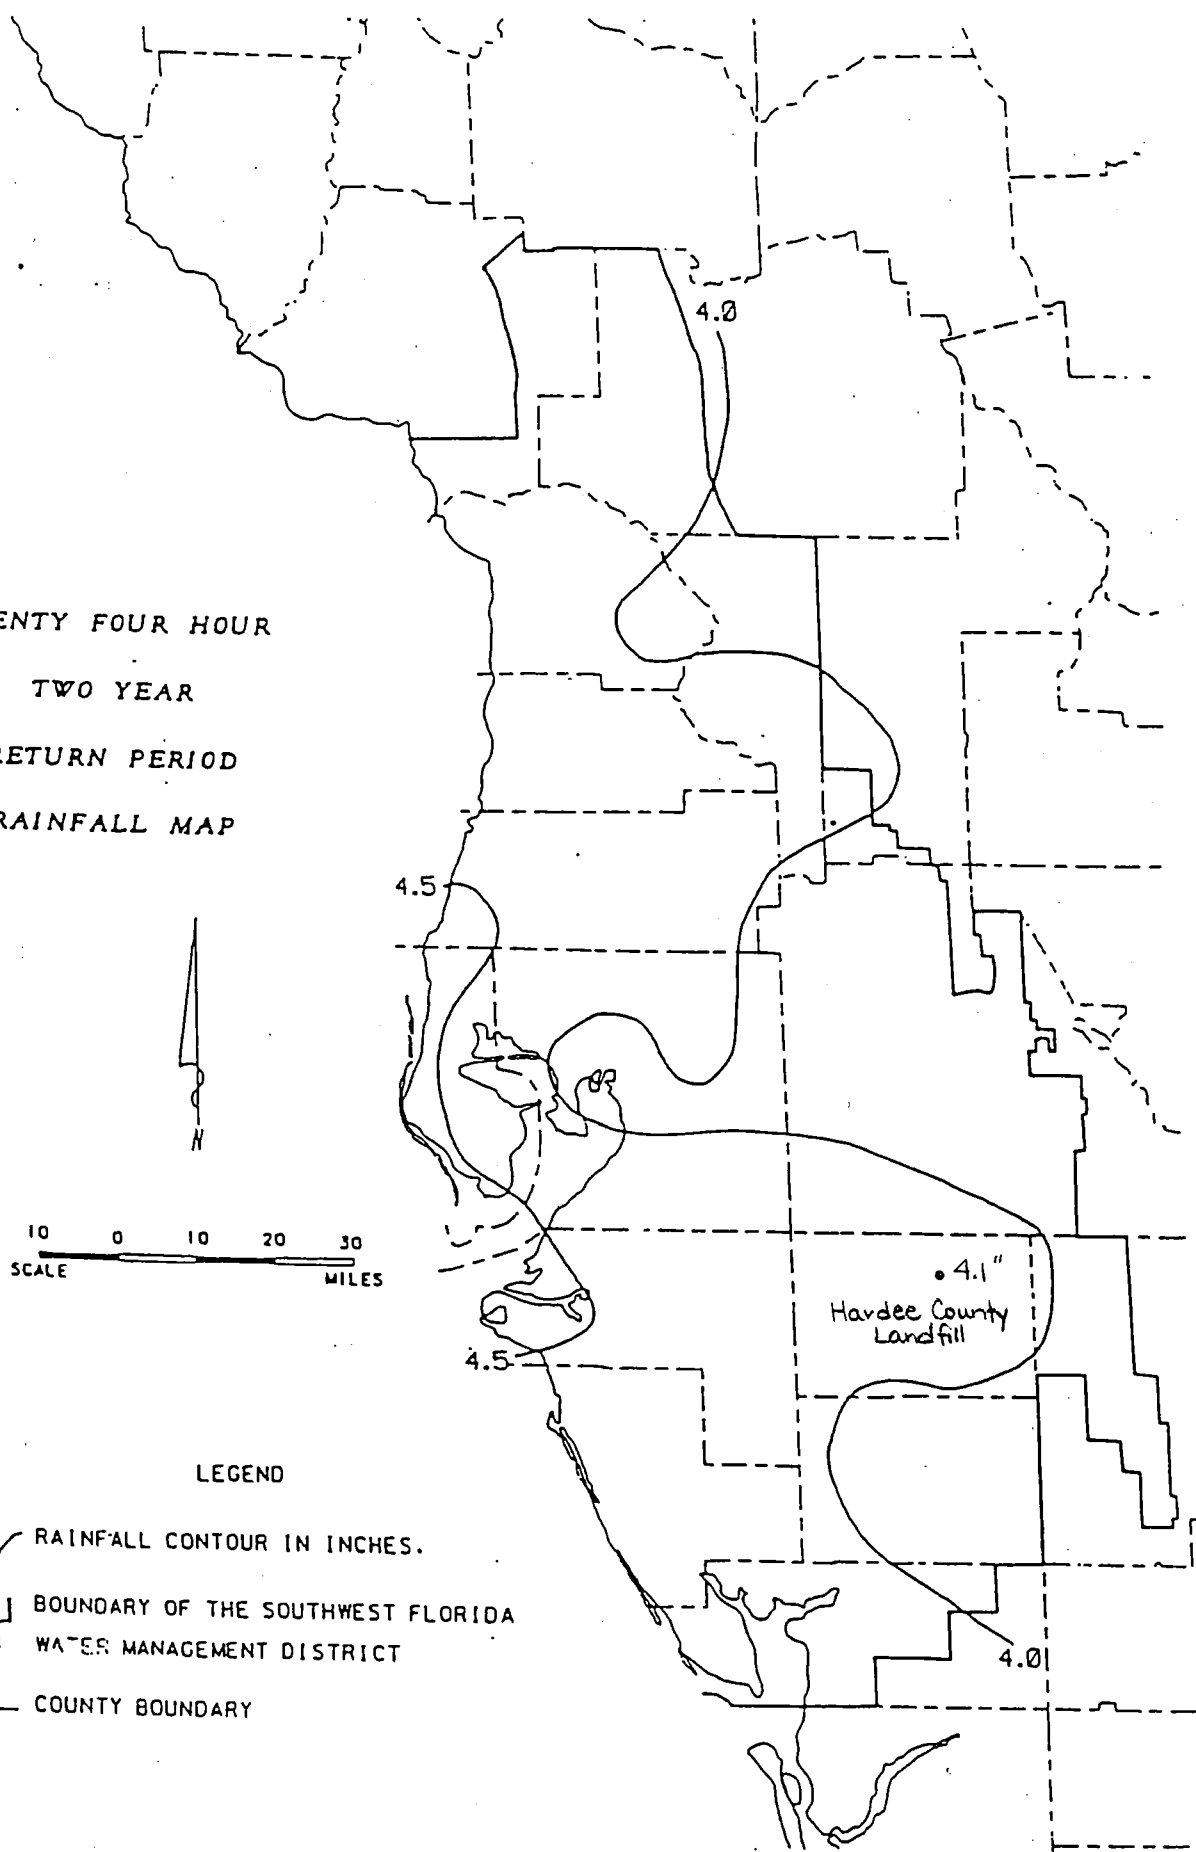 4.0
ENTY FOUR HOUR
TWO YEAR
RETURN PERIOD
RAINFALL MAP
4.5
N
10 0 10 20 30
SCALE MILES
4.1"
Hardee County
Landfill
4.5
LEGEND
RAINFALL CONTOUR IN INCHES.
BOUNDARY OF THE SOUTHWEST FLORIDA
WATER MANAGEMENT DISTRICT
4.0
COUNTY BOUNDARY